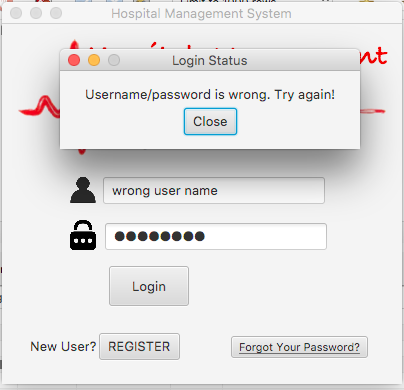 Hospital Management System
Login Status
Username/password is wrong. Try again!
Close
wrong user name
Login
New User? REGISTER
Forgot Your Password?